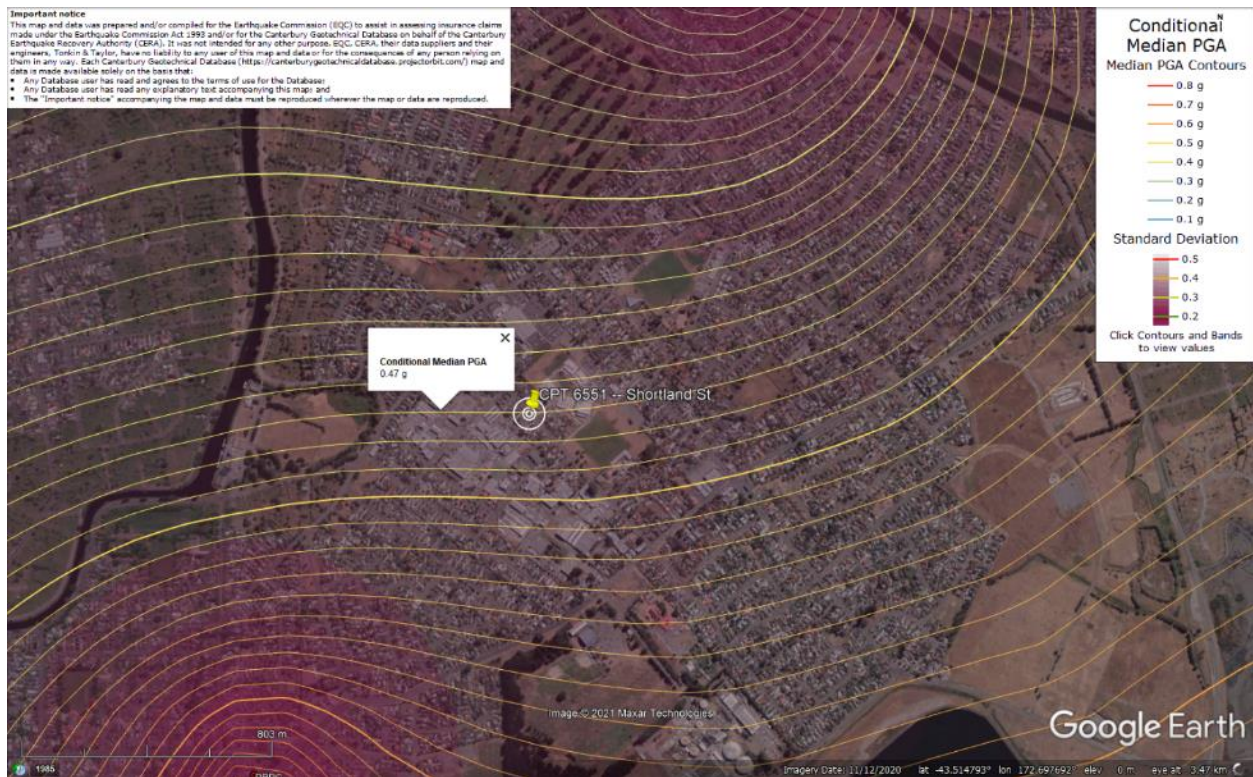 Important notice
This map and data was prepared and/or compiled for the Earthquake Commission (EQC) to assist in assessing insurance claims
made under the Earthquake Commission Act 1993 and/or for the Canterbury Geotechnical Database on behalf of the Canterbury
Earthquake Recovery Authority (CERA). It was not intended for any other purpose. EQC, CERA, their data suppliers and their
engineers, Tonkin & Taylor, have no liability to any user of this map and data or for the consequences of any person relying on
them in any way. Each Canterbury Geotechnical Database (https://canterburygeotechnicaldatabase.projectorbit.com/) map and
data is made available solely on the basis that:
• Any Database user has read and agrees to the terms of use for the Database;
• Any Database user has read any explanatory text accompanying this map; and
• The "Important notice" accompanying the map and data must be reproduced wherever the map or data are reproduced.
N
Conditional
Median PGA
Median PGA Contours
0.8 g
0.7 g
0.6 g
0.5 g
0.4 g
0.3 g
0.2 g
0.1 g
Standard Deviation
0.5
0.4
0.3
0.2
Click Contours and Bands
to view values
Conditional Median PGA
0.47 g
CPT 6551 -- Shortland St
Image © 2021 Maxar Technologies
Google Earth
803 m
1985
Imagery Date: 11/12/2020 lat -43.514793° lon 172.697692° elev 0 m eye alt 3.47 km